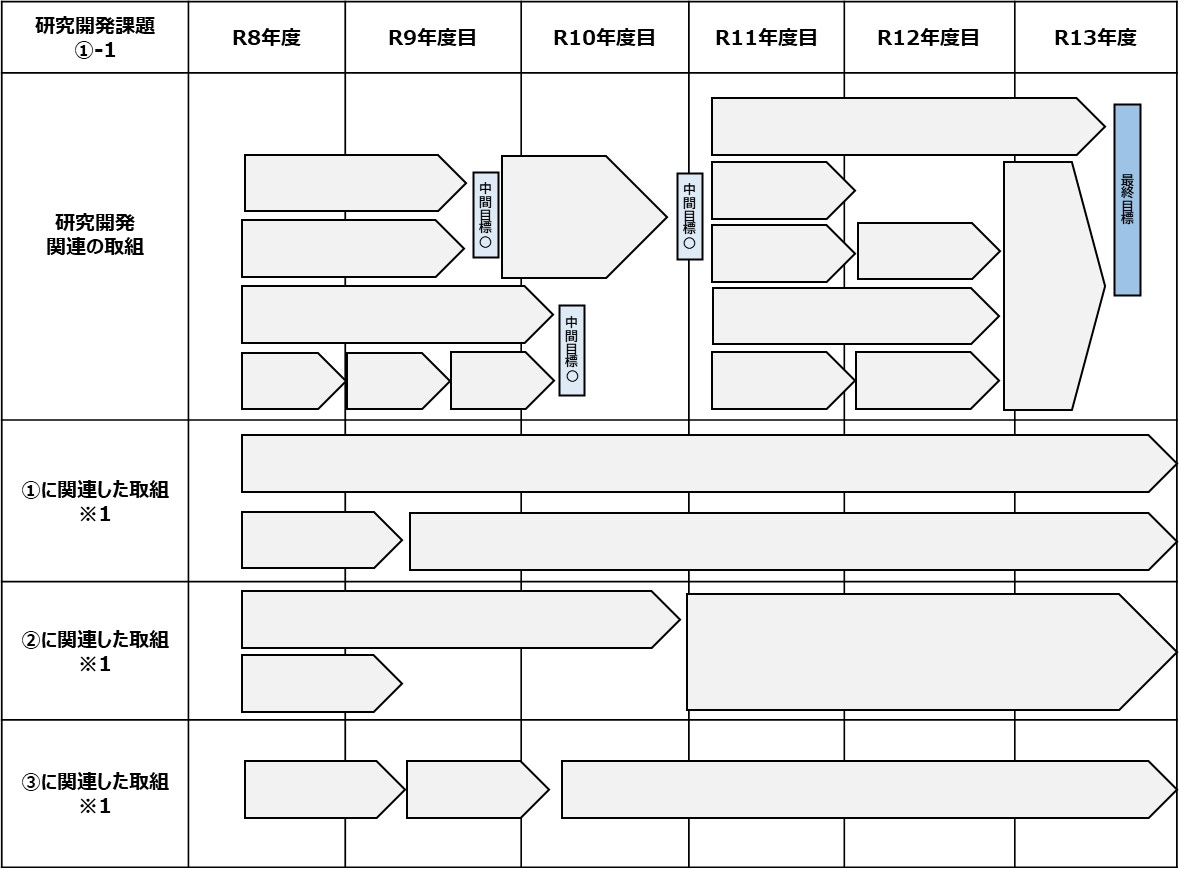 研究開発課題
①-1
R8年度
R9年度目
R10年度目
R11年度目
R12年度目
R13年度
研究開発
関連の取組
中間目標○
中間目標○
中間目標○
最終目標
①に関連した取組
※1
②に関連した取組
※1
③に関連した取組
※1